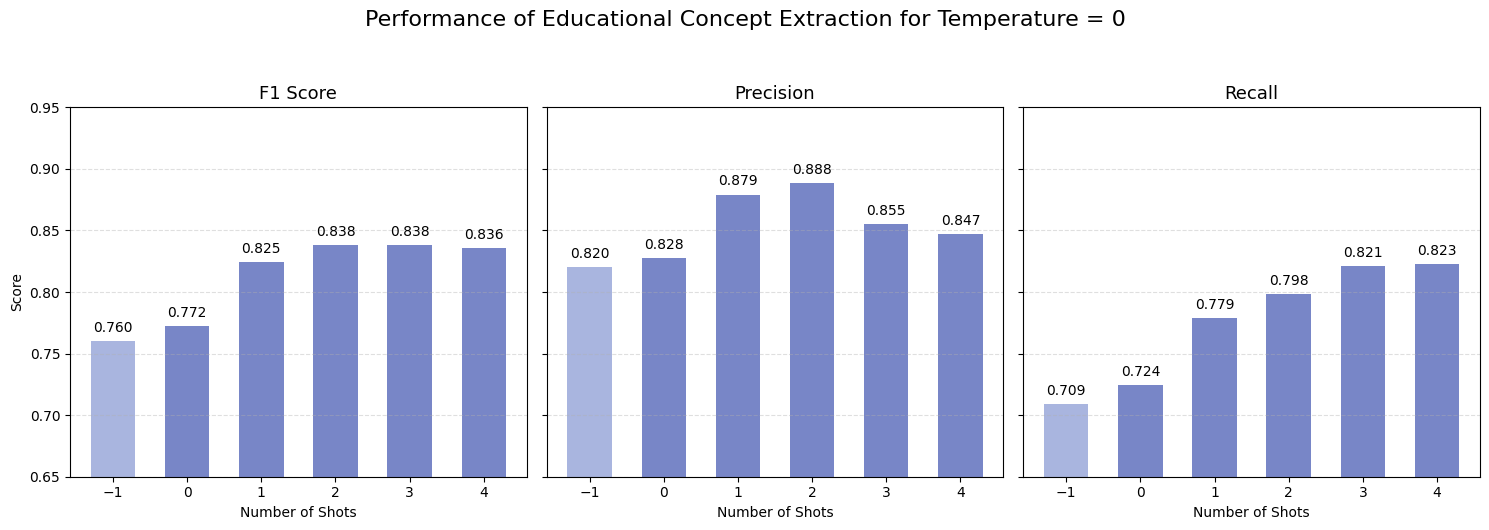 Performance of Educational Concept Extraction for Temperature = 0
F1 Score
Score
0.95
0.90
0.85
0.80
0.75
0.70
0.65
0.760
0.772
0.825
0.838
0.838
0.836
−1 0 1 2 3 4
Number of Shots
Precision
0.820
0.828
0.879
0.888
0.855
0.847
−1 0 1 2 3 4
Number of Shots
Recall
0.709
0.724
0.779
0.798
0.821
0.823
−1 0 1 2 3 4
Number of Shots